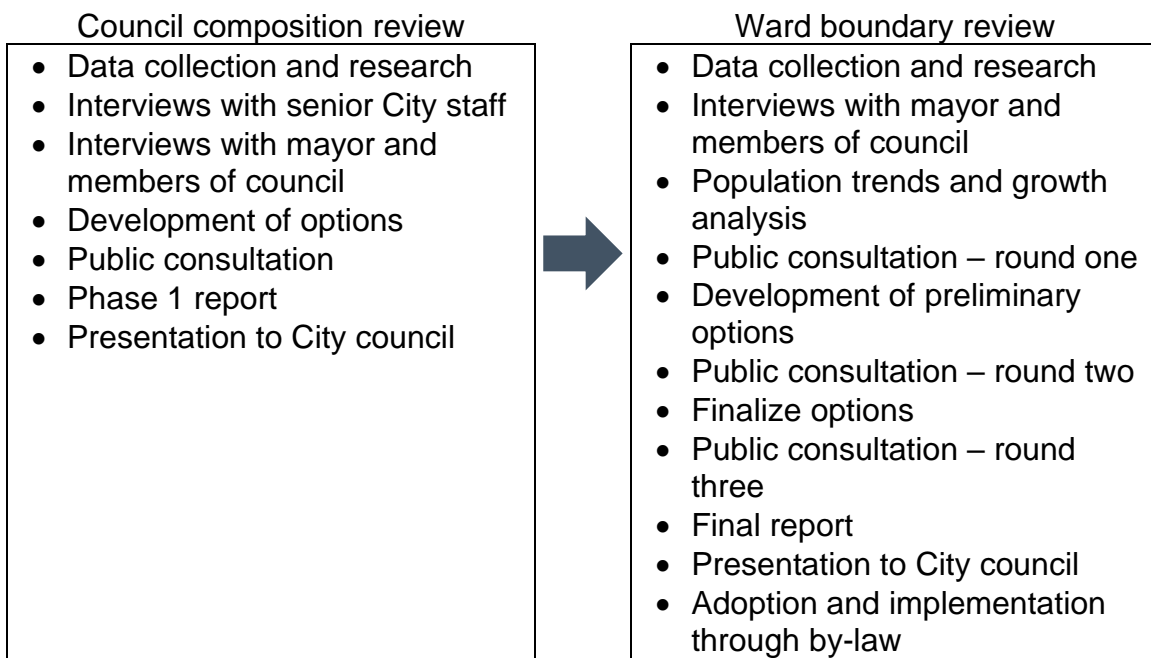 Council composition review
• Data collection and research
• Interviews with senior City staff
• Interviews with mayor and
members of council
• Development of options
• Public consultation
• Phase 1 report
• Presentation to City council
Ward boundary review
• Data collection and research
• Interviews with mayor and
members of council
• Population trends and growth
analysis
• Public consultation – round one
• Development of preliminary
options
• Public consultation – round two
• Finalize options
• Public consultation – round
three
• Final report
• Presentation to City council
• Adoption and implementation
through by-law